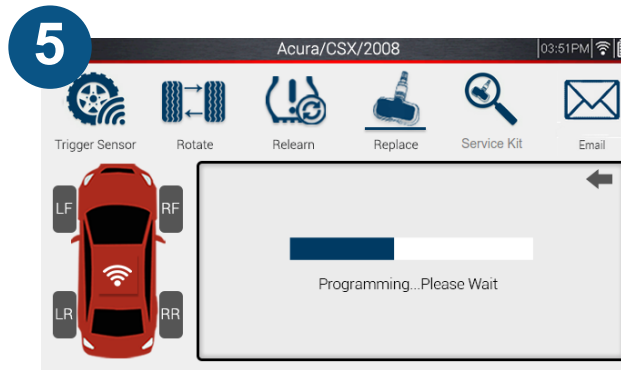 5
Acura/CSX/2008 03:51PM
Trigger Sensor Rotate Relearn Replace Service Kit Email
LF RF
Programming...Please Wait
LR RR